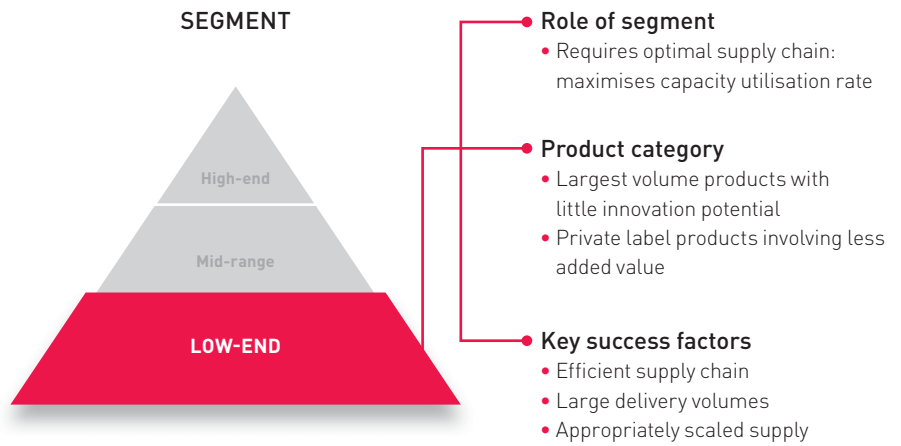 SEGMENT
High-end
Mid-range
LOW-END
Role of segment
• Requires optimal supply chain:
maximises capacity utilisation rate
Product category
• Largest volume products with
little innovation potential
• Private label products involving less
added value
Key success factors
• Efficient supply chain
• Large delivery volumes
• Appropriately scaled supply